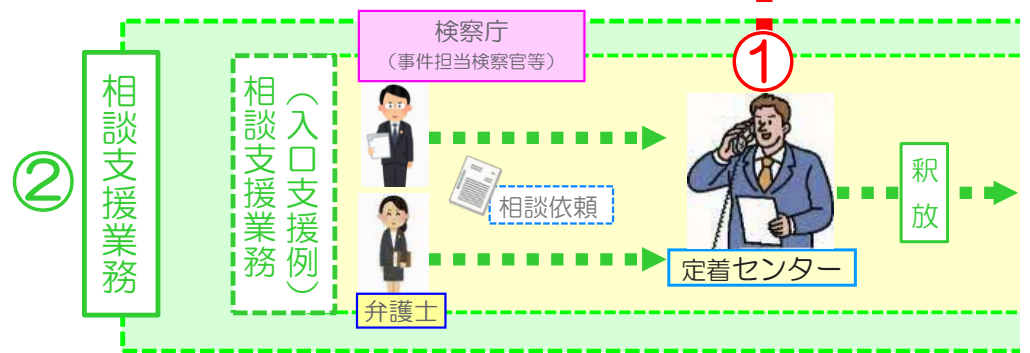 検察庁
(事件担当検察官等)
①
②
相談支援業務
相談支援業務
(入口支援例)
相談依頼
弁護士
定着センター
釈放